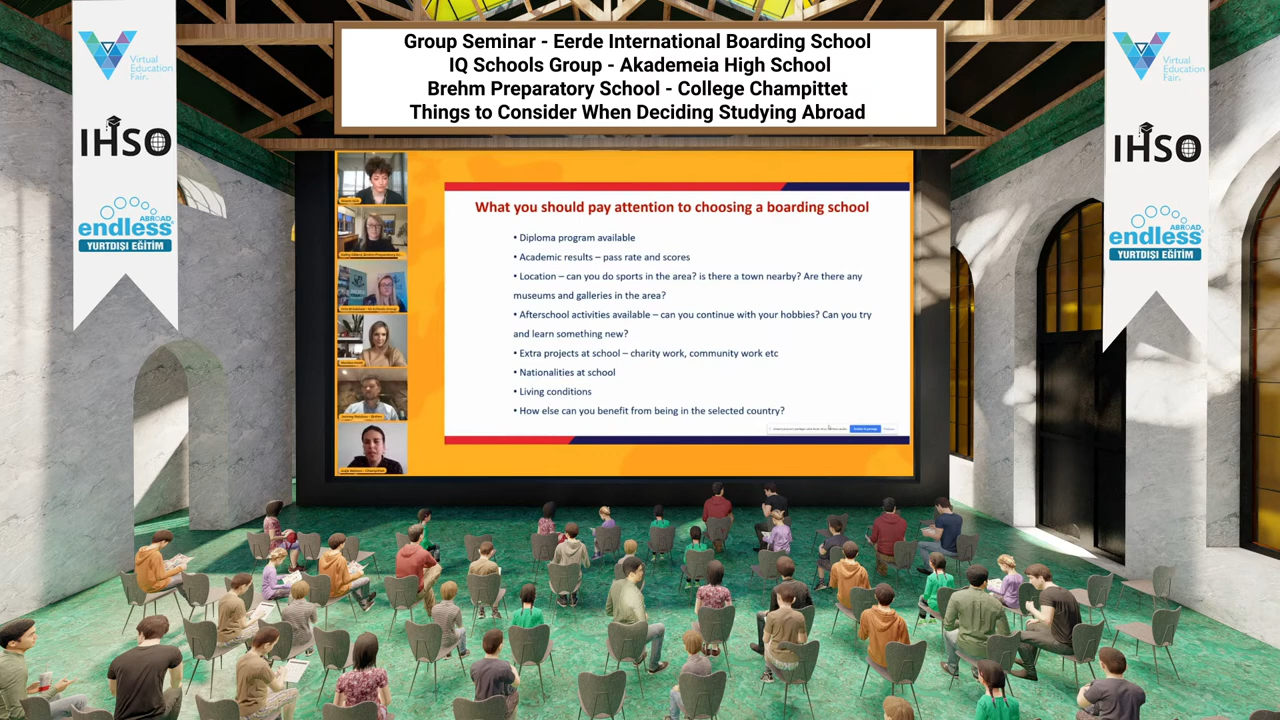 Group Seminar - Eerde International Boarding School
IQ Schools Group - Akademeia High School
Brehm Preparatory School - College Champittet
Things to Consider When Deciding Studying Abroad
Virtual
Education
Fair
IHSO
endless
ABROAD
YURTDIŞI EĞİTİM
Virtual
Education
Fair
IHSO
endless
ABROAD
YURTDIŞI EĞİTİM
What you should pay attention to choosing a boarding school
• Diploma program available
• Academic results – pass rate and scores
• Location – can you do sports in the area? is there a town nearby? Are there any
museums and galleries in the area?
• Afterschool activities available – can you continue with your hobbies? Can you try
and learn something new?
• Extra projects at school – charity work, community work etc
• Nationalities at school
• Living conditions
• How else can you benefit from being in the selected country?